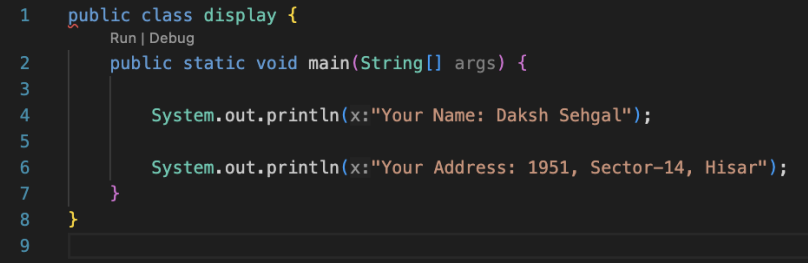 1 public class display {
Run | Debug
2 public static void main(String[] args) {
3
4 System.out.println(x:"Your Name: Daksh Sehgal");
5
6 System.out.println(x:"Your Address: 1951, Sector-14, Hisar");
7 }
8 }
9